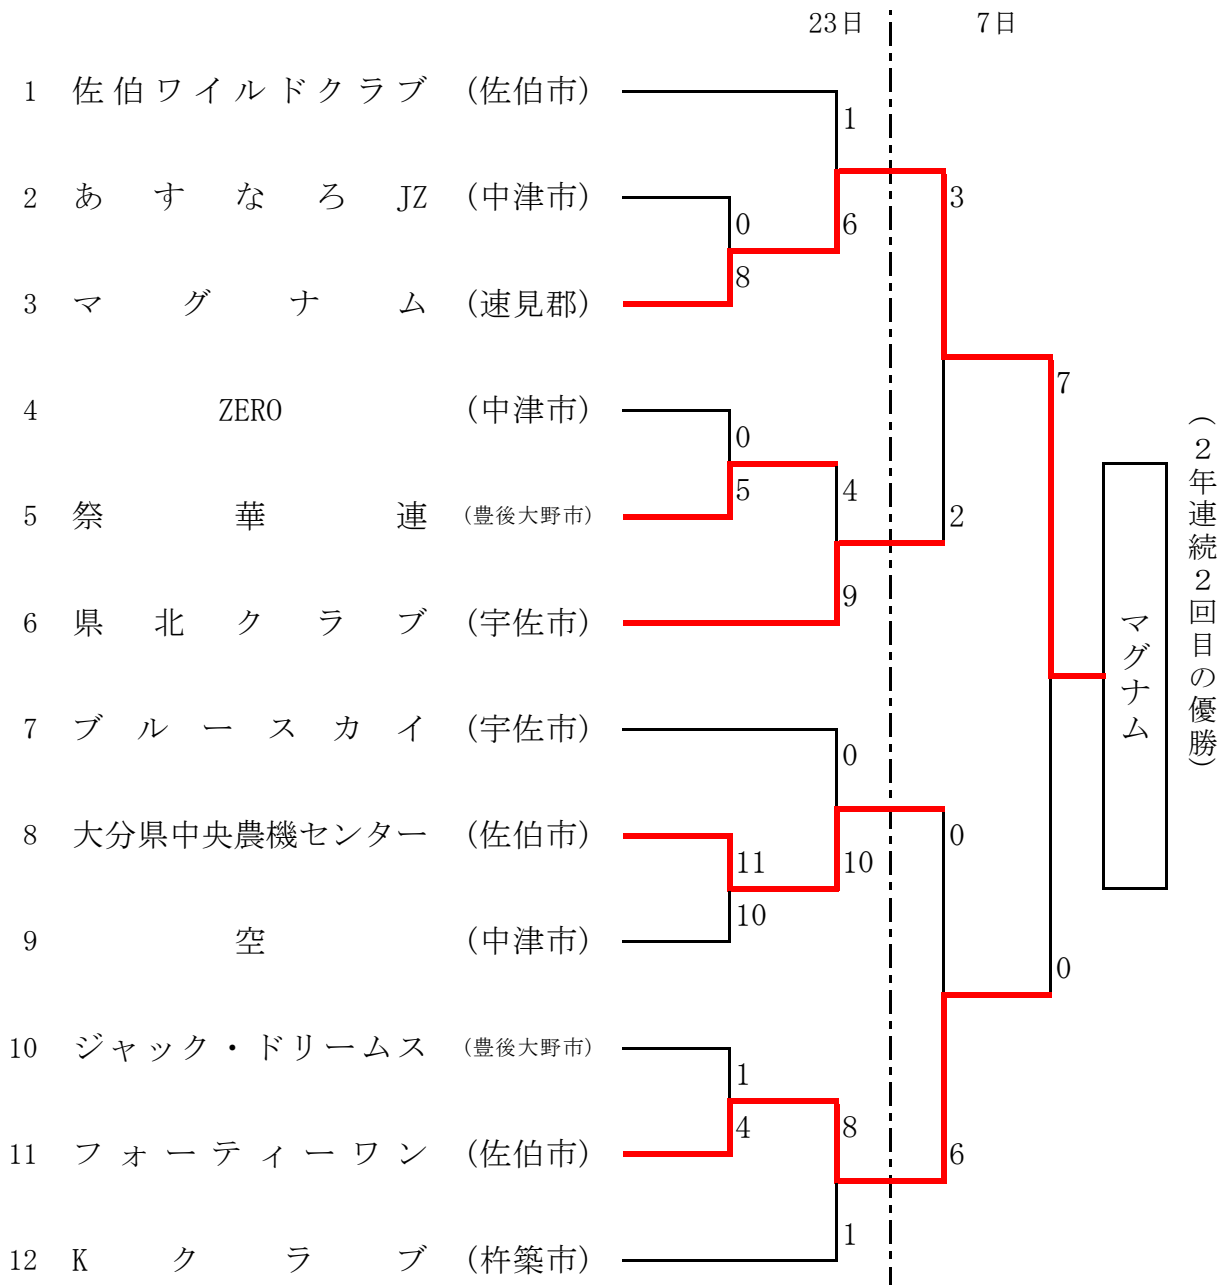 23日 7日
1 佐伯ワイルドクラブ (佐伯市)
1
2 あすなろJZ (中津市)
3
0
6
8
3 マグナム (速見郡)
7
4 ZERO (中津市)
0
5
4
5 祭華連 (豊後大野市)
2
9
6 県北クラブ (宇佐市)
7 ブルースカイ (宇佐市)
0
8 大分県中央農機センター (佐伯市)
0
11
10
10
9 空 (中津市)
0
10 ジャック・ドリームス (豊後大野市)
1
4
8
11 フォーティーワン (佐伯市)
6
1
12 Kクラブ (杵築市)
マグナム
(2年連続2回目の優勝)